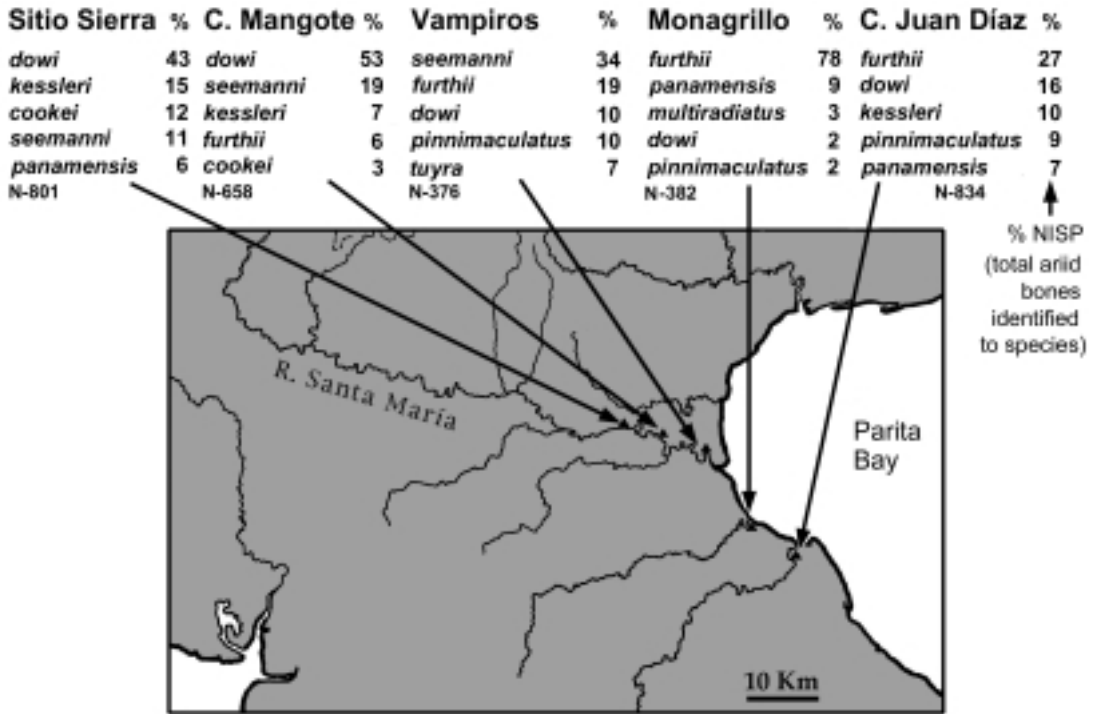 Sitio Sierra % C. Mangote % Vampiros % Monagrillo % C. Juan Díaz %
dowi 43 dowi 53 seemanni 34 furthii 78 furthii 27
kessleri 15 seemanni 19 furthii 19 panamensis 9 dowi 16
cookei 12 kessleri 7 dowi 10 multiradiatus 3 kessleri 10
seemanni 11 furthii 6 pinnimaculatus 10 dowi 2 pinnimaculatus 9
panamensis 6 cookei 3 tuyra 7 pinnimaculatus 2 panamensis 7
N-801 N-658 N-376 N-382 N-834
% NISP
(total ariid
bones
identified
to species)
R. Santa María
Parita
Bay
10 Km